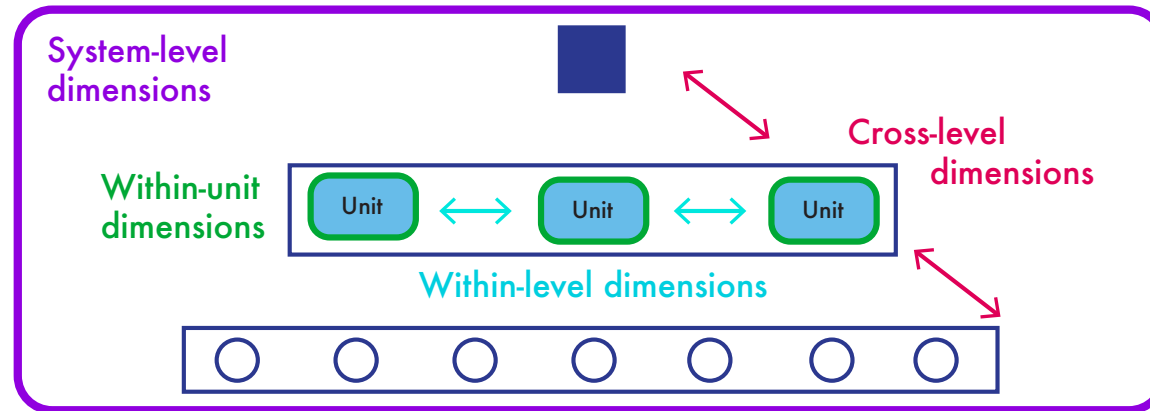 System-level
dimensions
Cross-level
dimensions
Within-unit
dimensions
Unit
Unit
Unit
Within-level dimensions